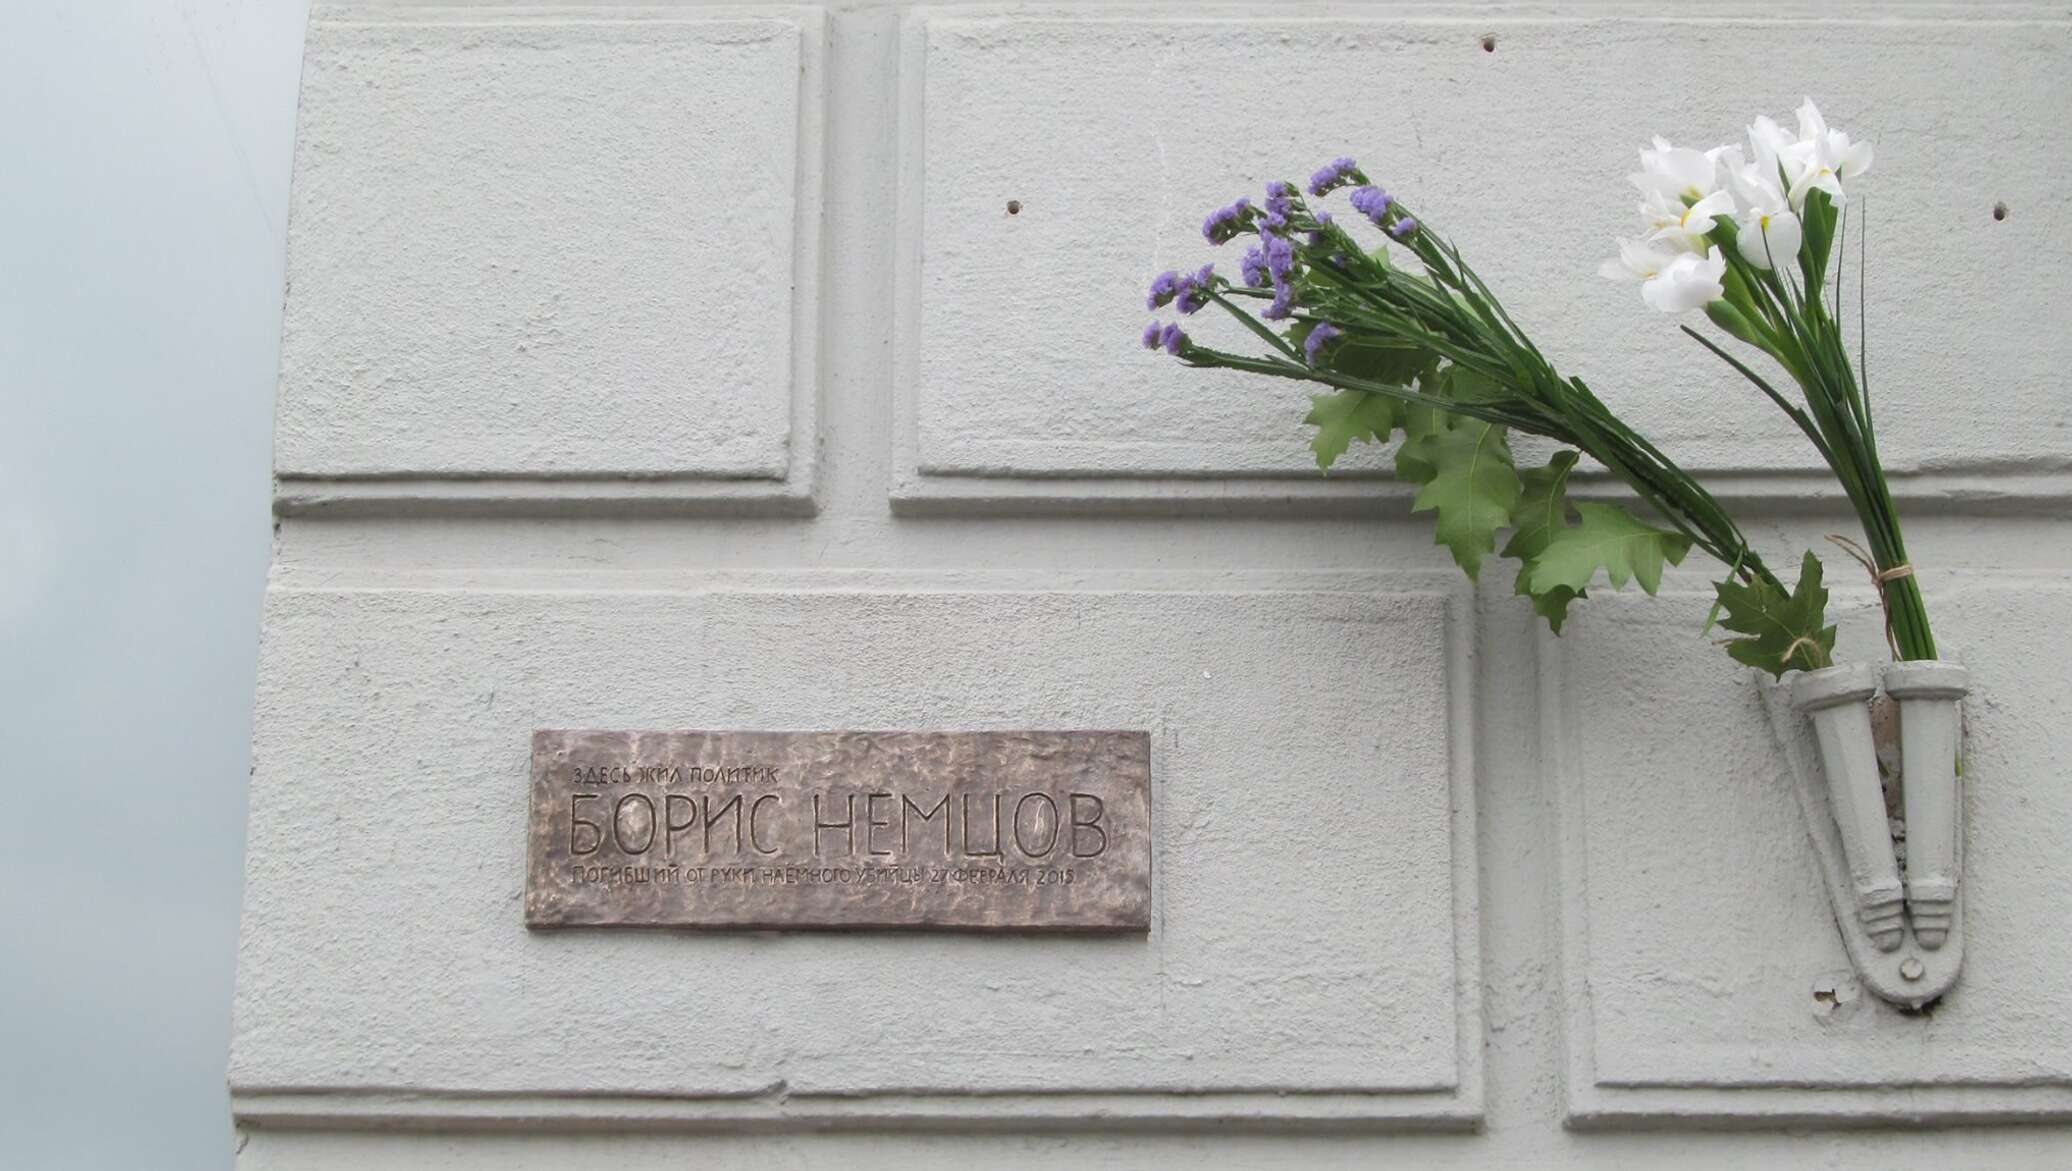 ЗДЕСЬ ЖИЛ ПОЛИТИК
БОРИС НЕМЦОВ
ПОГИБШИЙ ОТ РУКИ НАЕМНОГО УБИЙЦЫ 27 ФЕВРАЛЯ 2015